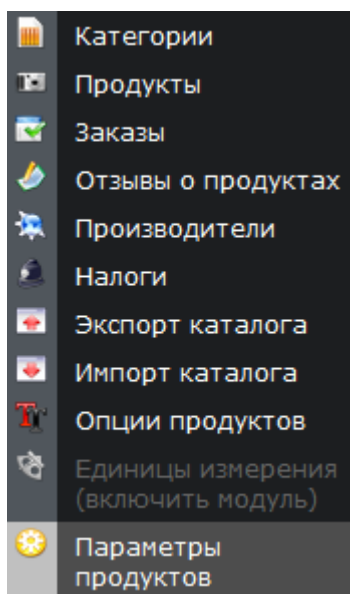 Категории
Продукты
Заказы
Отзывы о продуктах
Производители
Налоги
Экспорт каталога
Импорт каталога
Опции продуктов
Единицы измерения
(включить модуль)
Параметры
продуктов